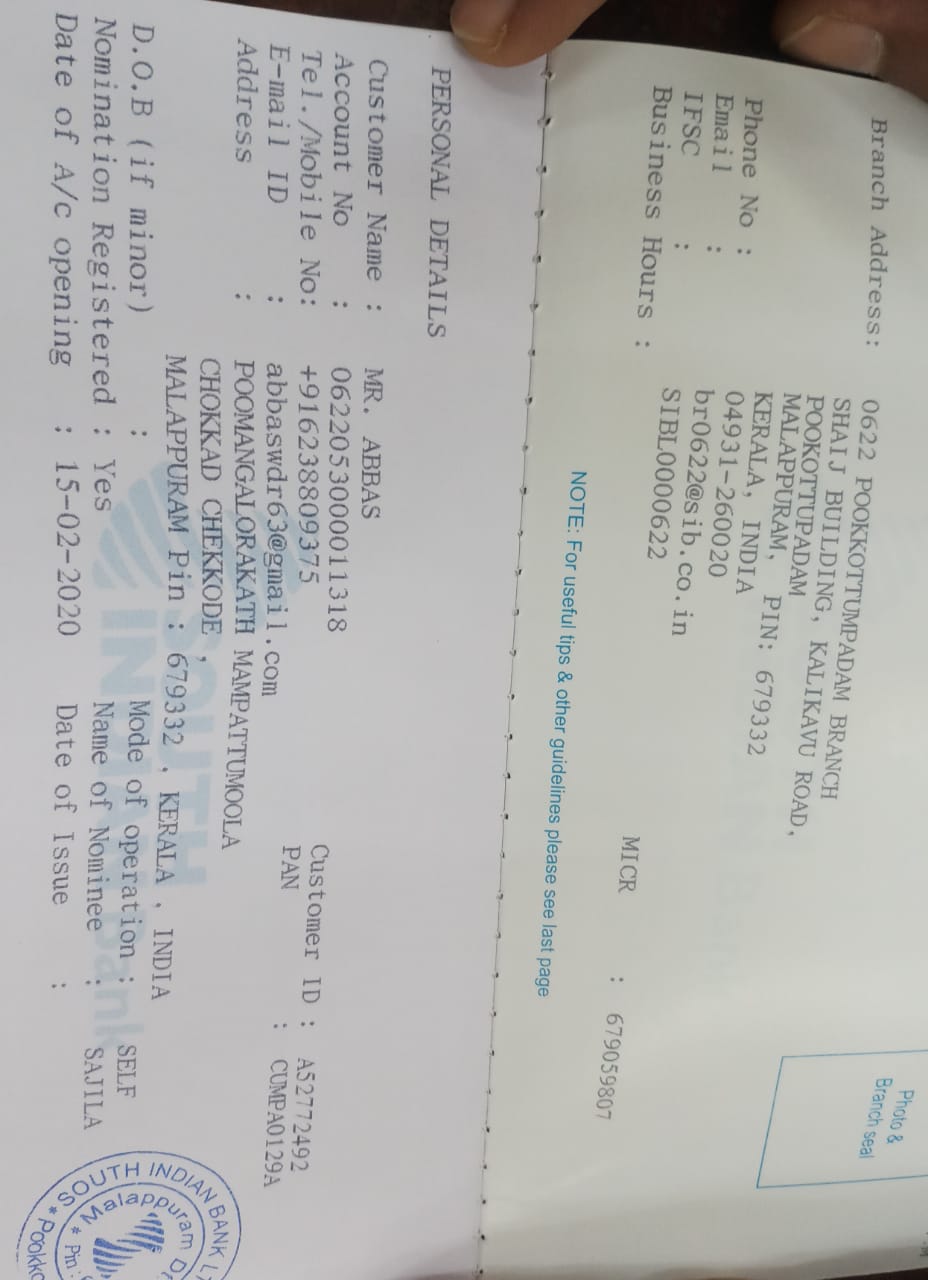 Photo &
Branch seal
Branch Address: 0622 POOKKOTTUMPADAM BRANCH
SHAIJ BUILDING, KALIKAVU ROAD,
POOKOTTUPADAM
MALAPPURAM, PIN: 679332
KERALA, INDIA
Phone No : 04931-260020
Email : br0622@sib.co.in
IFSC : SIBL0000622 MICR : 679059807
Business Hours :
NOTE: For useful tips & other guidelines please see last page
PERSONAL DETAILS
Customer Name : MR. ABBAS
Account No : 0622053000011318 Customer ID : A52772492
Tel./Mobile No: +916238809375 PAN : CUMPA0129A
E-mail ID : abbaswdr63@gmail.com
Address : POOMANGALORAKATH MAMPATTUMOOLA
CHOKKAD CHEKKODE ,
MALAPPURAM Pin : 679332 , KERALA , INDIA
D.O.B (if minor) : Mode of operation : SELF
Nomination Registered : Yes Name of Nominee : SAJILA
Date of A/c opening : 15-02-2020 Date of Issue :
SOUTH
INDIAN Bank
SOUTH INDIAN BANK
Malappuram
* Pin :